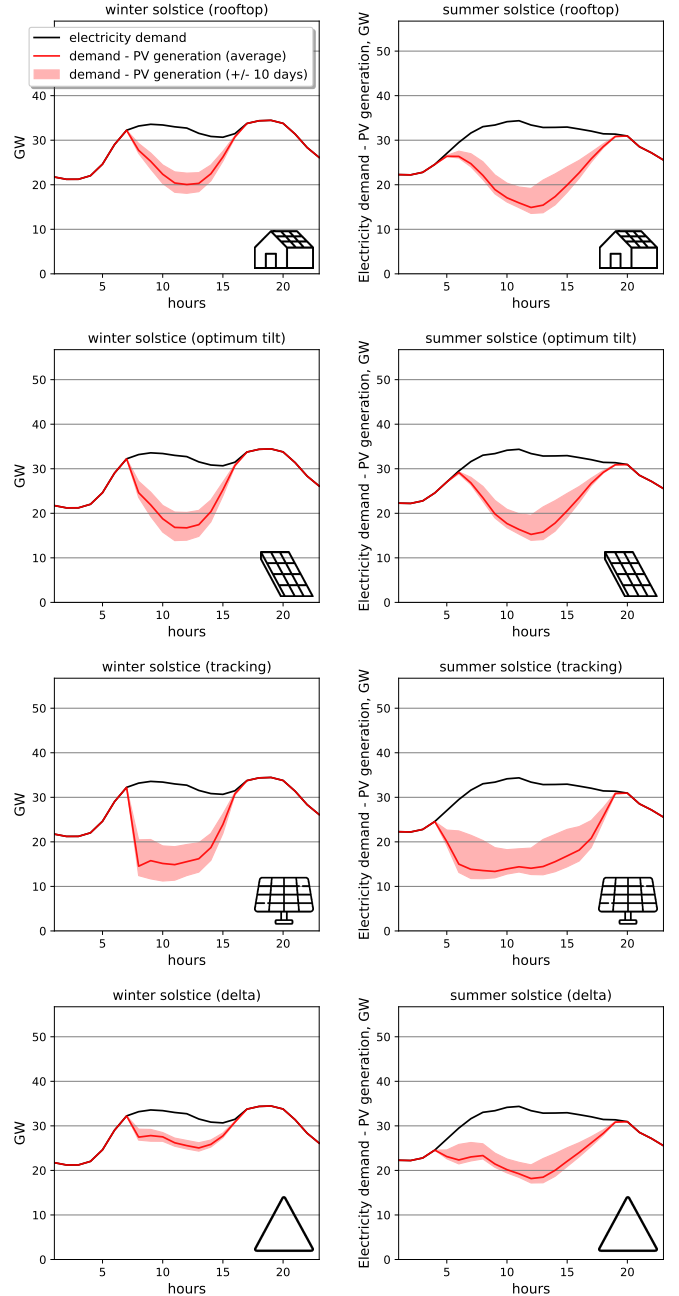 winter solstice (rooftop)
summer solstice (rooftop)
electricity demand
demand - PV generation (average)
demand - PV generation (+/- 10 days)
GW
40
30
20
10
0
5
10
15
20
hours
Electricity demand - PV generation, GW
50
40
30
20
10
0
5
10
15
20
hours
winter solstice (optimum tilt)
summer solstice (optimum tilt)
GW
50
40
30
20
10
0
5
10
15
20
hours
Electricity demand - PV generation, GW
50
40
30
20
10
0
5
10
15
20
hours
winter solstice (tracking)
summer solstice (tracking)
GW
50
40
30
20
10
0
5
10
15
20
hours
Electricity demand - PV generation, GW
50
40
30
20
10
0
5
10
15
20
hours
winter solstice (delta)
summer solstice (delta)
GW
50
40
30
20
10
0
5
10
15
20
hours
Electricity demand - PV generation, GW
50
40
30
20
10
0
5
10
15
20
hours